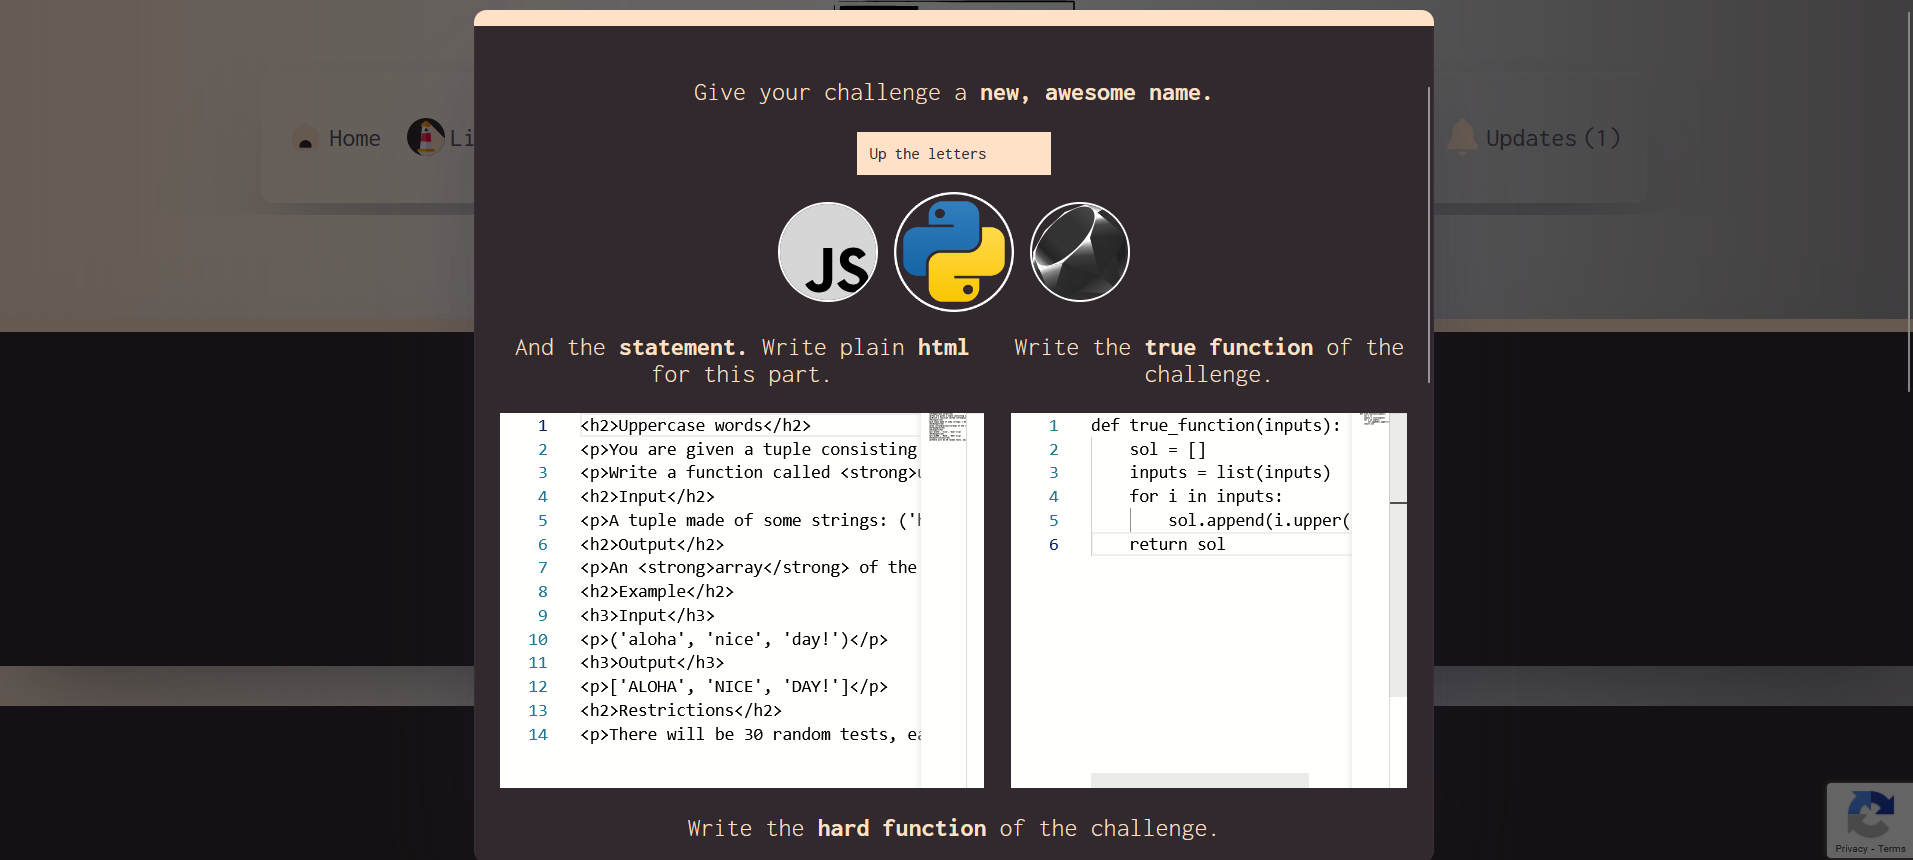 Give your challenge a new, awesome name.
Home
Updates (1)
Up the letters
JS
And the statement. Write plain html
for this part.
Write the true function of the
challenge.
1 <h2>Uppercase words</h2>
2 <p>You are given a tuple consisting
3 <p>Write a function called <strong>
4 <h2>Input</h2>
5 <p>A tuple made of some strings: ('h
6 <h2>Output</h2>
7 <p>An <strong>array</strong> of the
8 <h2>Example</h2>
9 <h3>Input</h3>
10 <p>('aloha', 'nice', 'day!')</p>
11 <h3>Output</h3>
12 <p>['ALOHA', 'NICE', 'DAY!']</p>
13 <h2>Restrictions</h2>
14 <p>There will be 30 random tests, ea
1 def true_function(inputs):
2 sol = []
3 inputs = list(inputs)
4 for i in inputs:
5 sol.append(i.upper(
6 return sol
Write the hard function of the challenge.
Privacy - Terms